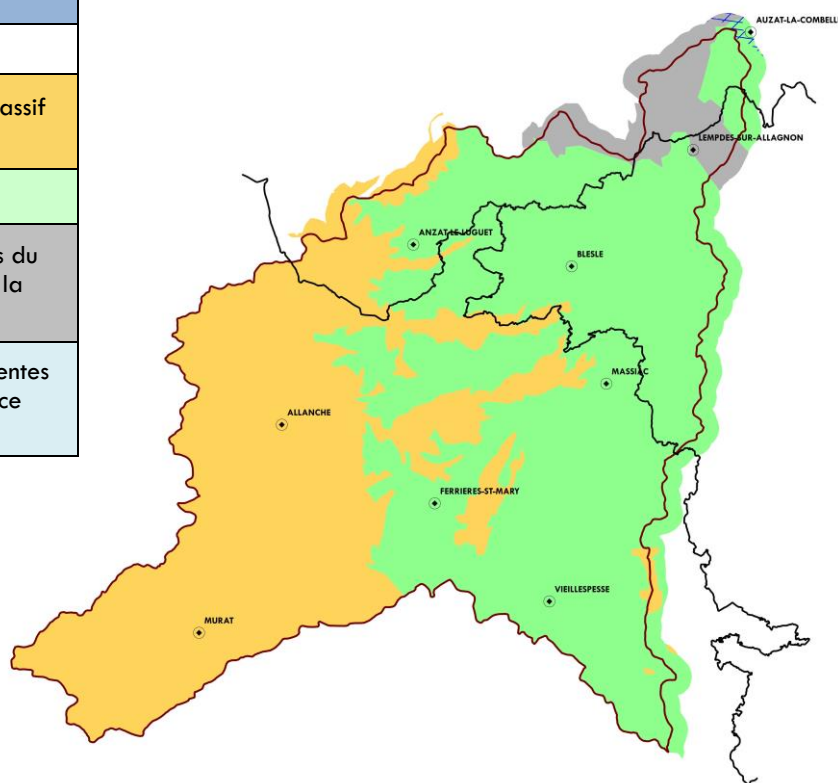 assif
s du
la
entes
ce
AUZAT-LA-COMBELL
LEMPDES-SUR-ALLAGNON
ANZAT-LE-LUGUET
BLESLE
MASSIAC
ALLANCHE
FERRIERES-ST-MARY
VIEILLESPESSE
MURAT